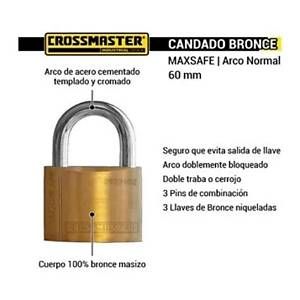 CROSSMASTER
INDUSTRIAL
CANDADO BRONCE
MAXSAFE | Arco Normal
60 mm
Arco de acero cementado
templado y cromado
Seguro que evita salida de llave
Arco doblemente bloqueado
Doble traba o cerrojo
3 Pins de combinación
3 Llaves de Bronce niqueladas
CROSSMASTER
Cuerpo 100% bronce masizo